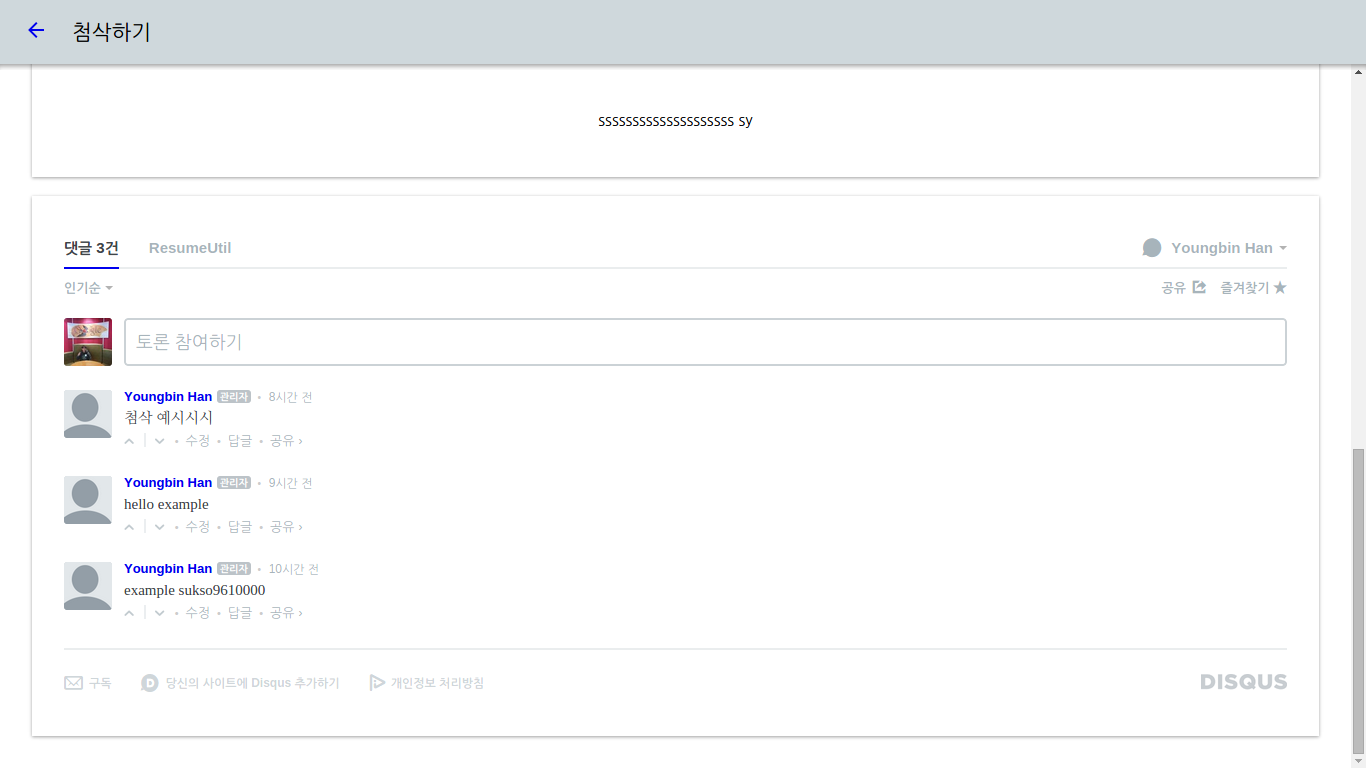 첨삭하기
ssssssssssssssssssss sy
댓글 3건 ResumeUtil Youngbin Han
인기순 공유 즐겨찾기
토론 참여하기
Youngbin Han 관리자 • 8시간 전
첨삭 예시시시
• 수정 • 답글 • 공유 ›
Youngbin Han 관리자 • 9시간 전
hello example
• 수정 • 답글 • 공유 ›
Youngbin Han 관리자 • 10시간 전
example sukso9610000
• 수정 • 답글 • 공유 ›
구독 당신의 사이트에 Disqus 추가하기 개인정보 처리방침 DISQUS